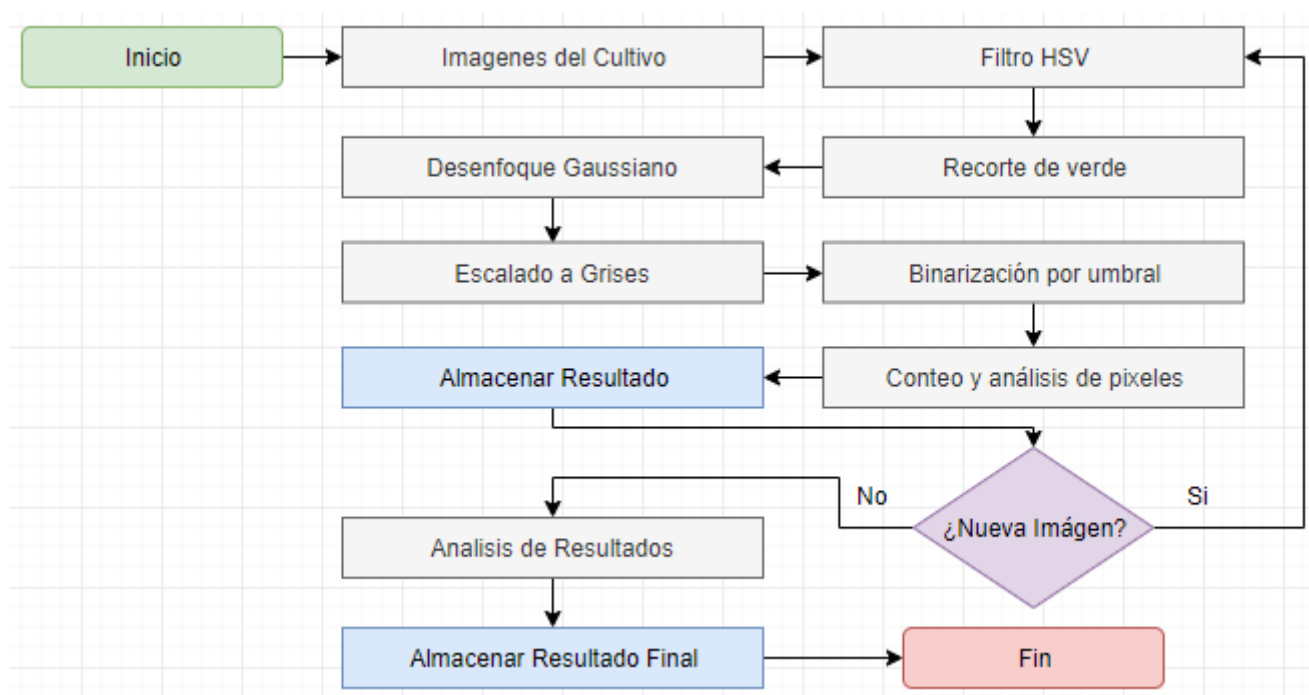 Inicio
Imagenes del Cultivo
Filtro HSV
Desenfoque Gaussiano
Recorte de verde
Escalado a Grises
Binarización por umbral
Almacenar Resultado
Conteo y análisis de pixeles
No
Si
¿Nueva Imágen?
Analisis de Resultados
Almacenar Resultado Final
Fin